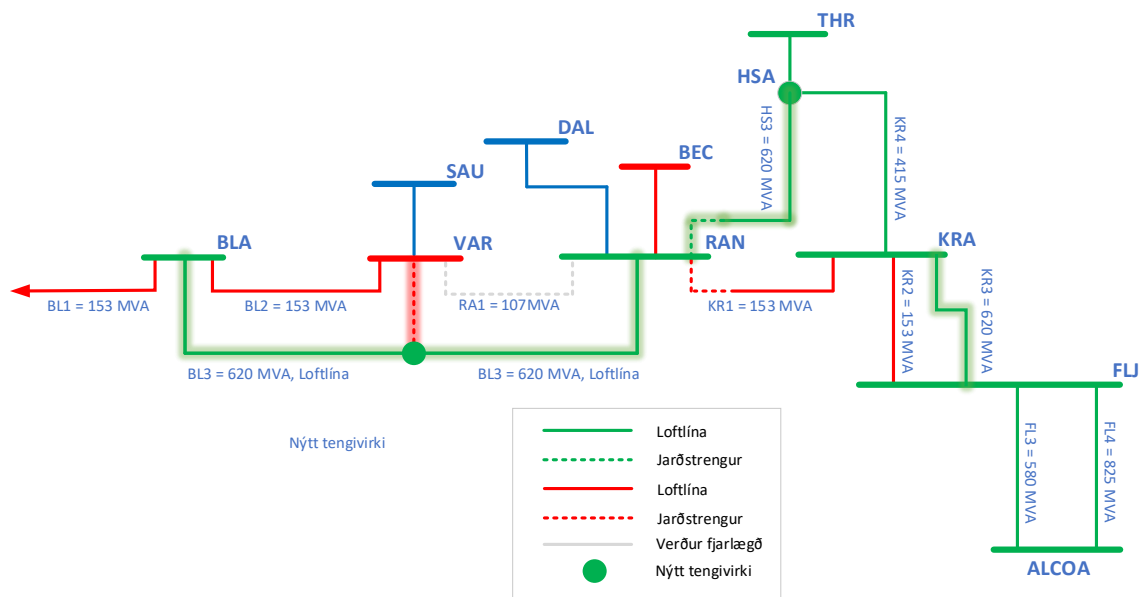 THR
HSA
DAL
BEC
SAU
HS3 = 620 MVA
KR4 = 415 MVA
BLA
VAR
RAN
KRA
BL1 = 153 MVA
BL2 = 153 MVA
RA1 = 107MVA
KR1 = 153 MVA
KR2 = 153 MVA
KR3 = 620 MVA
BL3 = 620 MVA, Loftlína
BL3 = 620 MVA, Loftlína
FLJ
Nýtt tengivirki
FL3 = 580 MVA
FL4 = 825 MVA
Loftlína
Jarðstrengur
Loftlína
Jarðstrengur
Verður fjarlægð
Nýtt tengivirki
ALCOA